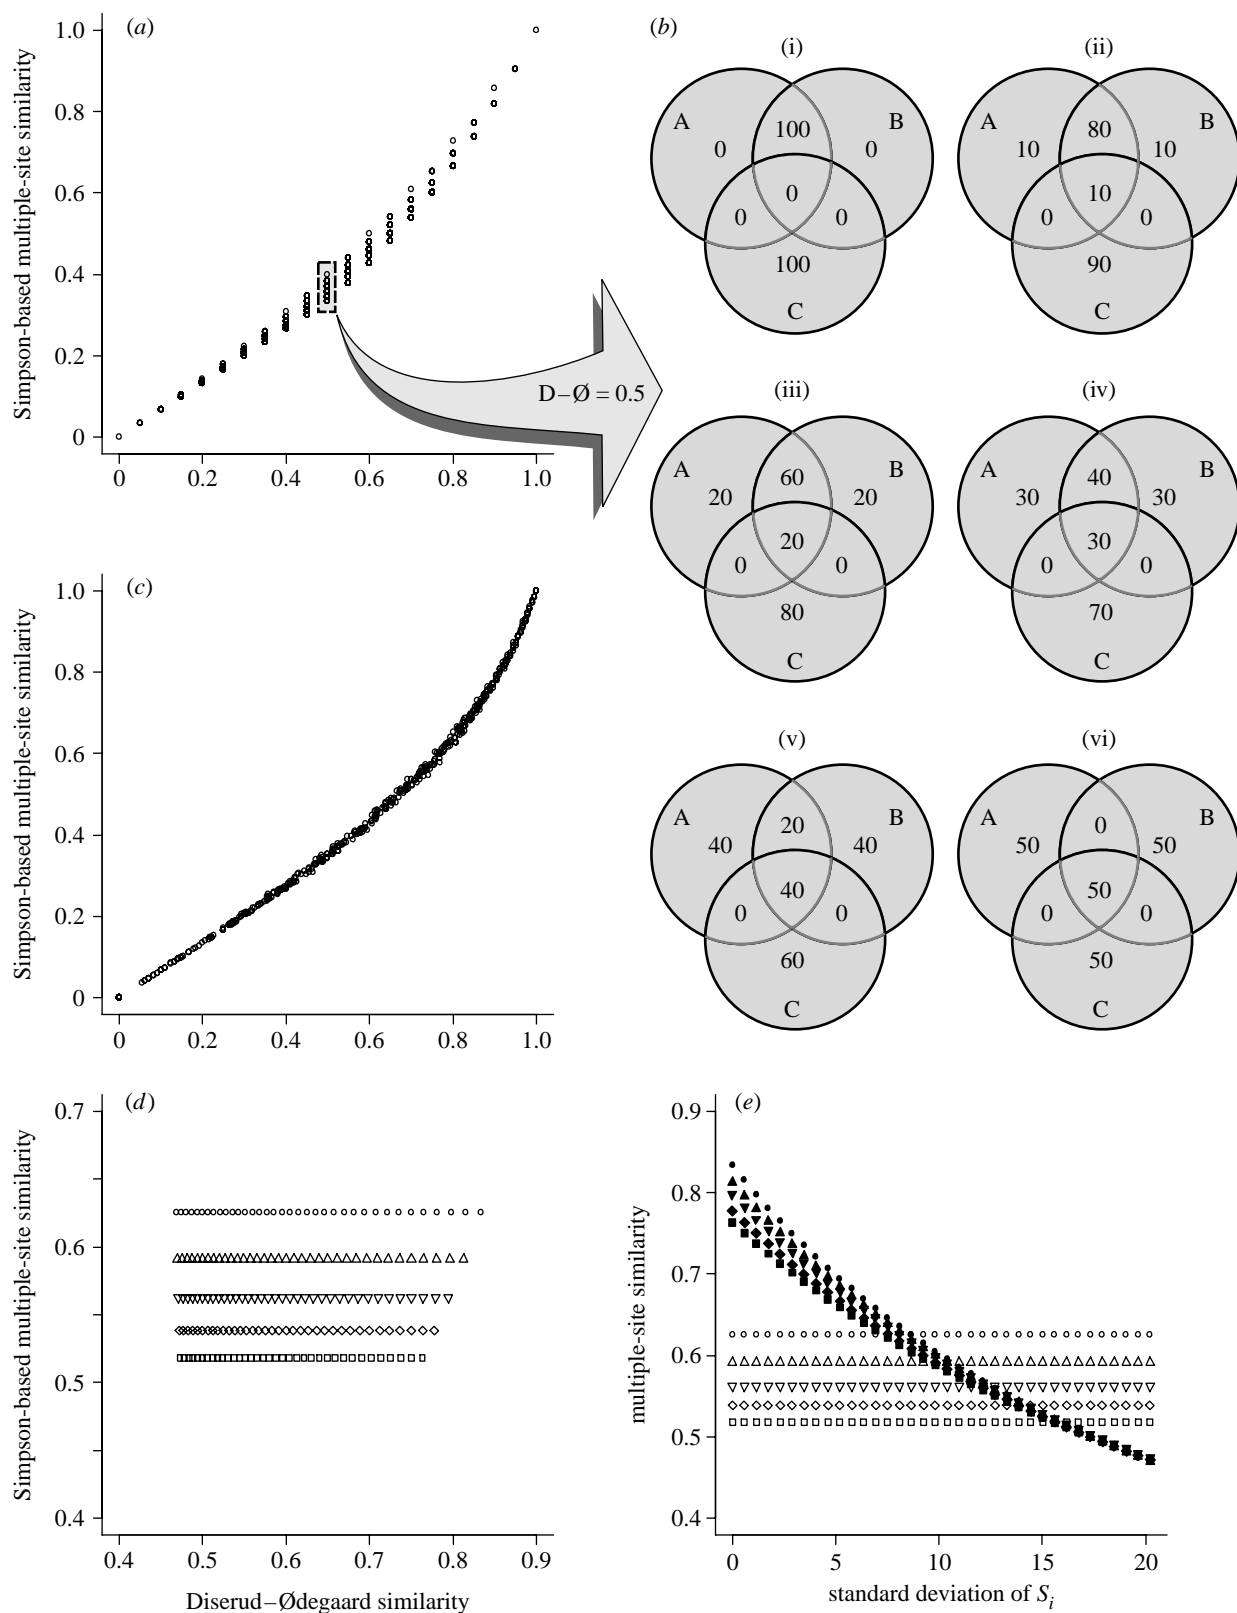 (a)
Simpson-based multiple-site similarity
1.0
0.8
0.6
0.4
0.2
0
0 0.2 0.4 0.6 0.8 1.0
D–Ø = 0.5
(b)
(i)
A 100 B
0 0
0
0 0
100
C
(ii)
A 80 B
10 10
10
0 0
90
C
(iii)
A 60 B
20 20
20
0 0
80
C
(iv)
A 40 B
30 30
30
0 0
70
C
(v)
A 20 B
40 40
40
0 0
60
C
(vi)
A 0 B
50 50
50
0 0
50
C
(c)
Simpson-based multiple-site similarity
1.0
0.8
0.6
0.4
0.2
0
0 0.2 0.4 0.6 0.8 1.0
(d)
Simpson-based multiple-site similarity
0.7
0.6
0.5
0.4
0.4 0.5 0.6 0.7 0.8 0.9
Diserud–Ødegaard similarity
(e)
multiple-site similarity
0.9
0.8
0.7
0.6
0.5
0.4
0 5 10 15 20
standard deviation of Si